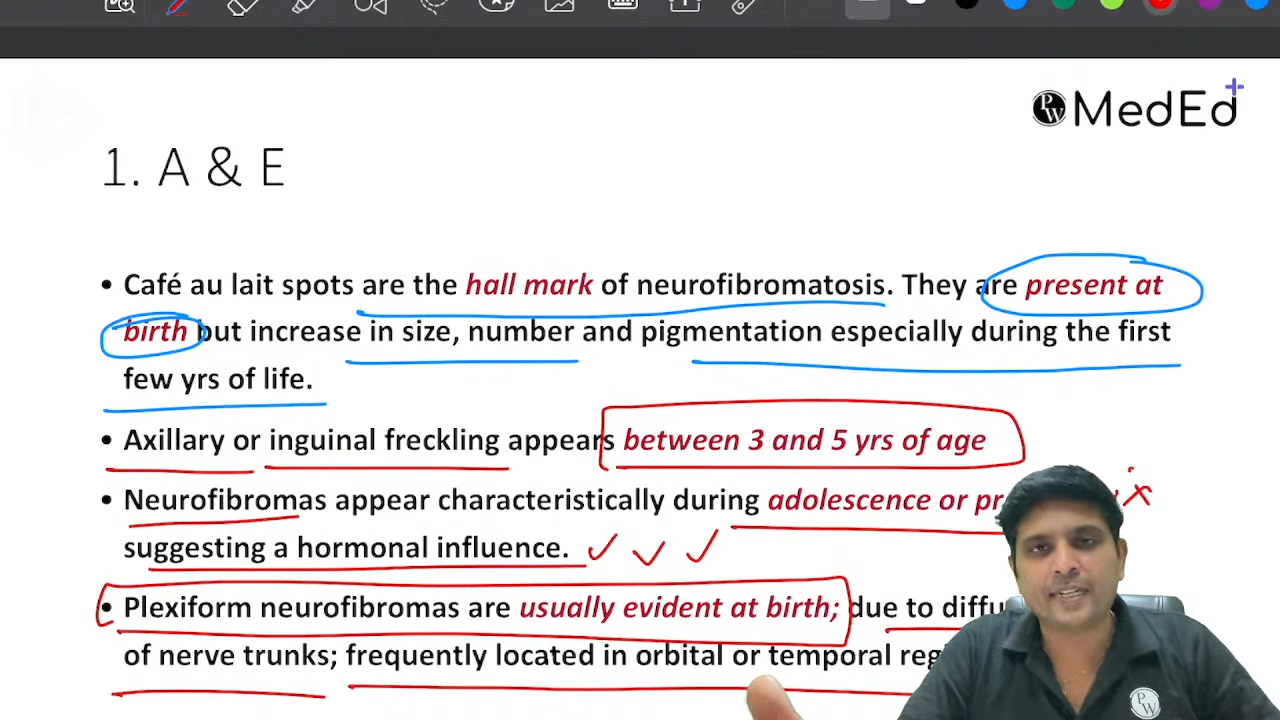 PW MedEd+
1. A & E
• Café au lait spots are the hall mark of neurofibromatosis. They are present at
birth but increase in size, number and pigmentation especially during the first
few yrs of life.
• Axillary or inguinal freckling appears between 3 and 5 yrs of age
• Neurofibromas appear characteristically during adolescence or
suggesting a hormonal influence.
• Plexiform neurofibromas are usually evident at birth; due to
of nerve trunks; frequently located in orbital or temporal
PW